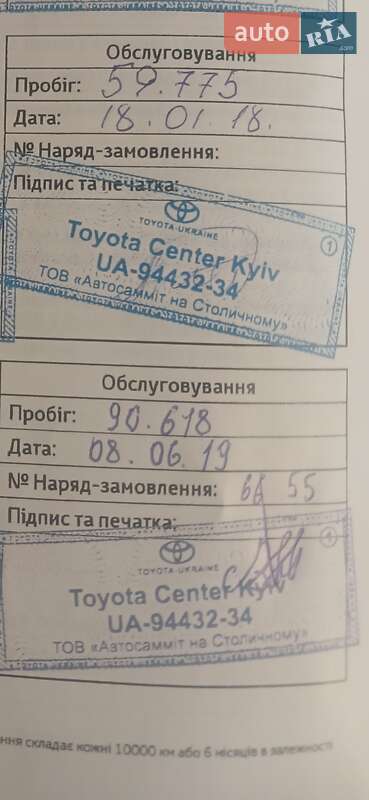 auto RIA.com
Обслуговування
Пробіг: 59.775
Дата: 18.01.18.
№ Наряд-замовлення:
Підпис та печатка:
TOYOTA-UKRAINE
1
Toyota Center Kyiv
UA-94432-34
ТОВ «Автосамміт на Столичному»
Обслуговування
Пробіг: 90.618
Дата: 08.06.19
№ Наряд-замовлення: 55
Підпис та печатка:
TOYOTA-UKRAINE
1
Toyota Center Kyiv
UA-94432-34
ТОВ «Автосамміт на Столичному»
ння складає кожні 10000 км або 6 місяців в залежності